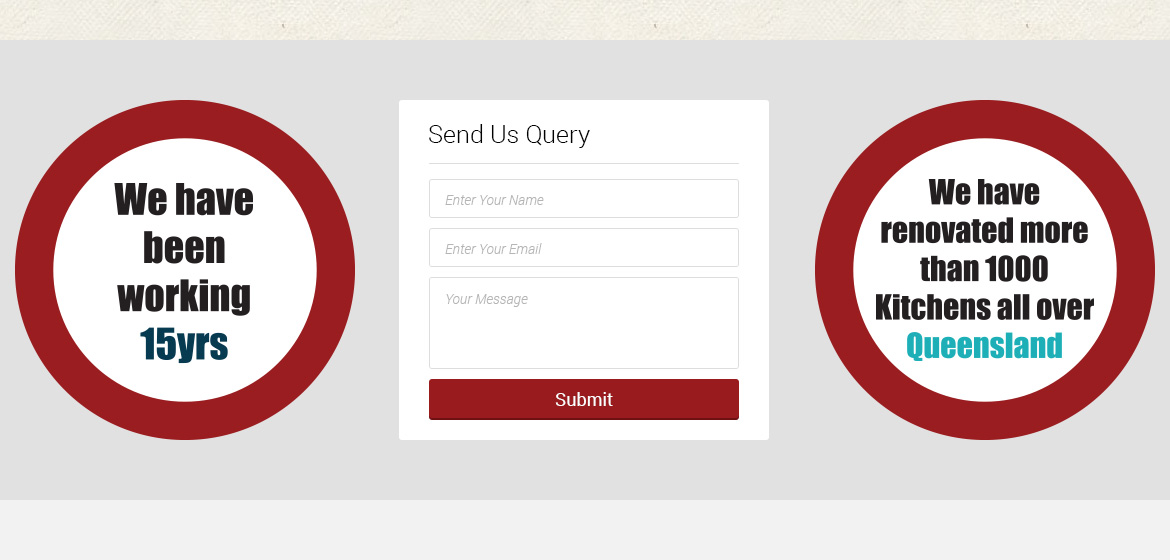 We have
been
working
15yrs
Send Us Query
Enter Your Name
Enter Your Email
Your Message
Submit
We have
renovated more
than 1000
Kitchens all over
Queensland